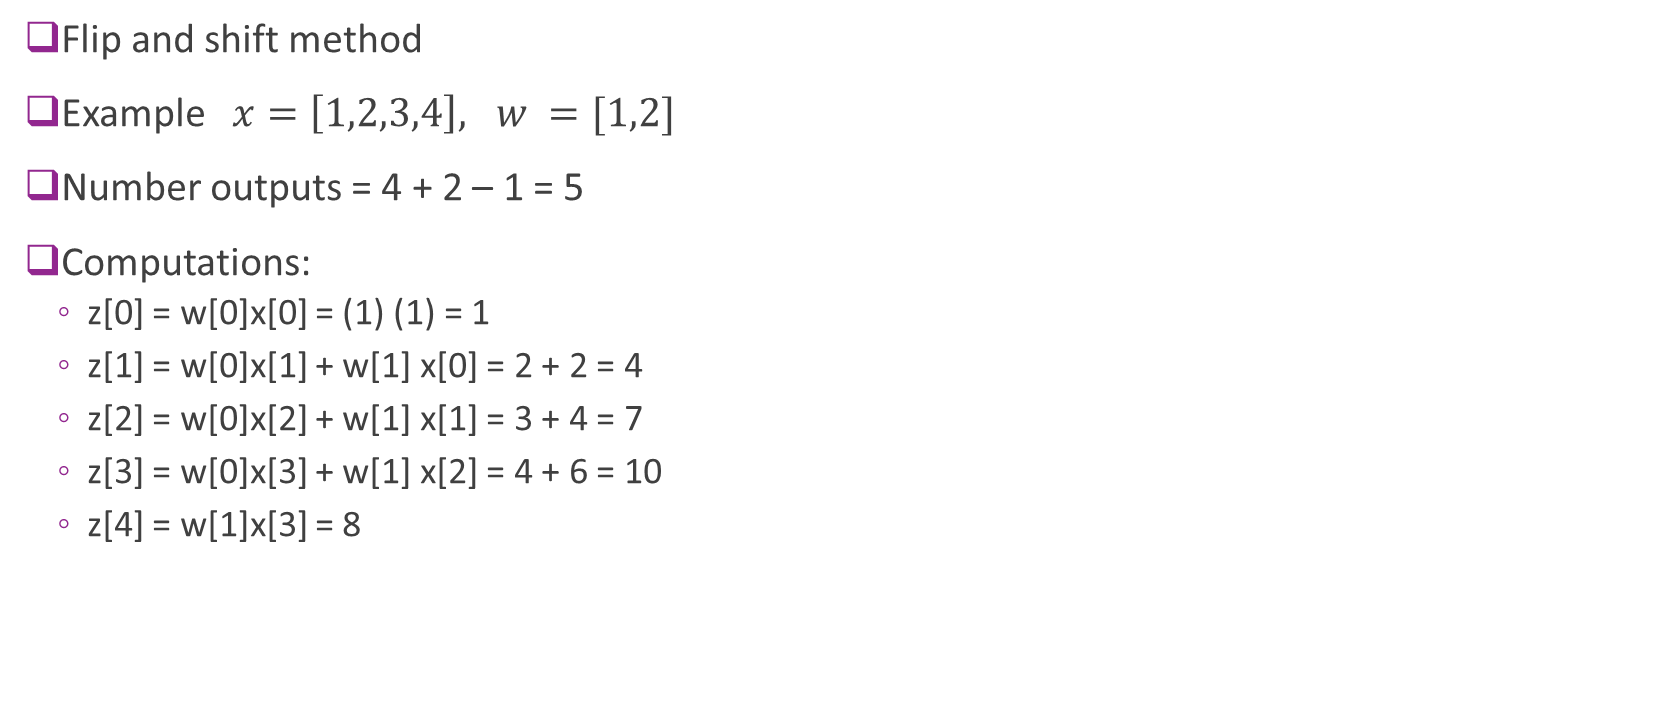 ❑Flip and shift method
❑Example x = [1,2,3,4], w = [1,2]
❑Number outputs = 4 + 2 – 1 = 5
❑Computations:
◦ z[0] = w[0]x[0] = (1) (1) = 1
◦ z[1] = w[0]x[1] + w[1] x[0] = 2 + 2 = 4
◦ z[2] = w[0]x[2] + w[1] x[1] = 3 + 4 = 7
◦ z[3] = w[0]x[3] + w[1] x[2] = 4 + 6 = 10
◦ z[4] = w[1]x[3] = 8